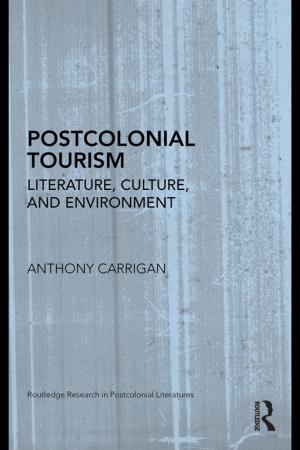 POSTCOLONIAL
TOURISM
LITERATURE, CULTURE,
AND ENVIRONMENT
ANTHONY CARRIGAN
Routledge Research in Postcolonial Literatures
ROUTLEDGE